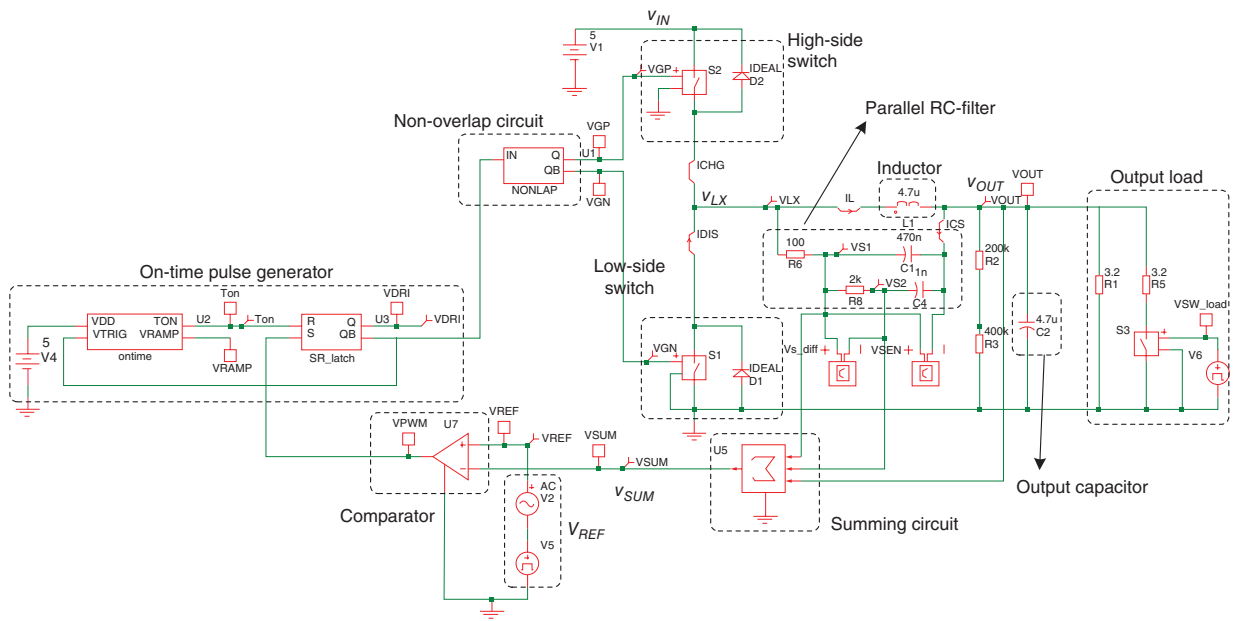 v_IN
5
V1
High-side
switch
VGP
+
S2
IDEAL
D2
Parallel RC-filter
Non-overlap circuit
VGP
IN
Q
U1
QB
NONLAP
VGN
ICHG
Inductor
v_LX
VLX
IL
4.7u
L1
v_OUT
VOUT
VOUT
Output load
ICS
IDIS
100
R6
VS1
470n
C1
2k
R8
VS2
1n
C4
200k
R2
400k
R3
3.2
R1
3.2
R5
4.7u
C2
VSW_load
S3
+
V6
On-time pulse generator
Low-side
switch
Ton
VDRI
VDD
TON
U2
VTRIG
VRAMP
ontime
Ton
R
Q
U3
S
QB
SR_latch
VDRI
5
V4
VRAMP
VGN
+
S1
IDEAL
D1
Vs_diff
+
VSEN
+
VPWM
U7
VREF
+
VREF
VSUM
VSUM
v_SUM
U5
Comparator
AC
+
V2
V5
V_REF
Summing circuit
Output capacitor